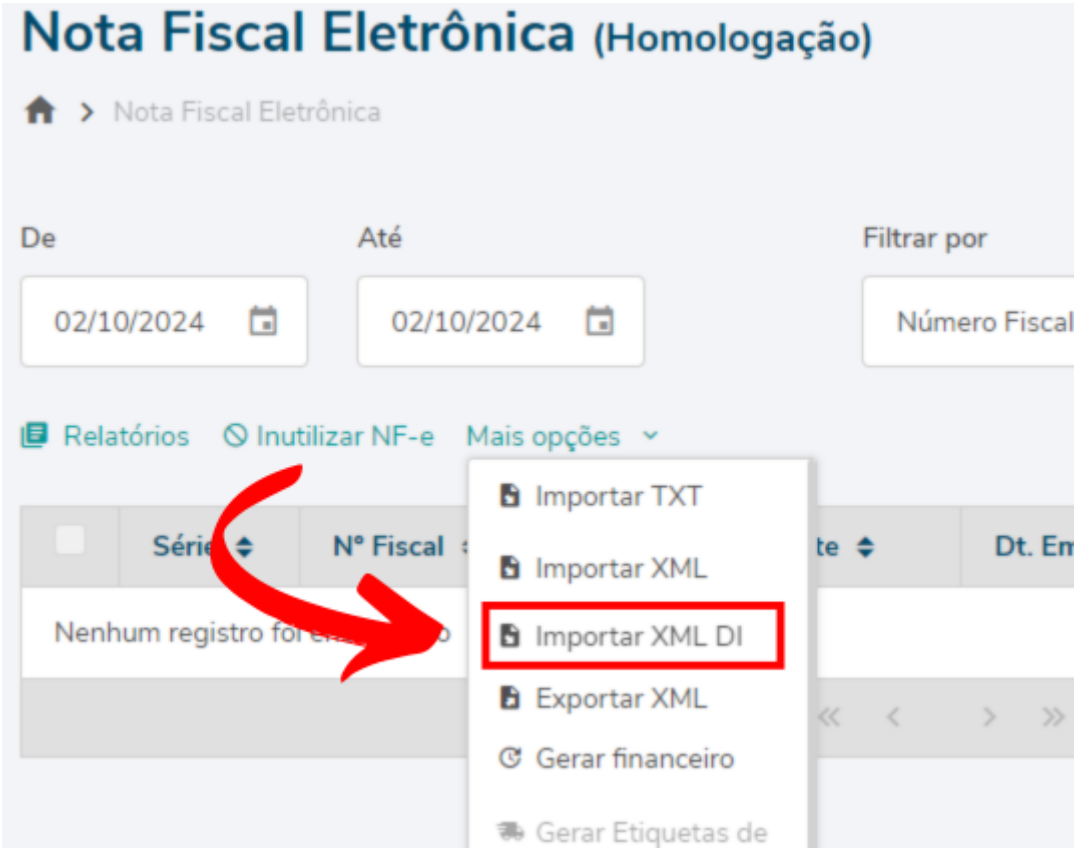 Nota Fiscal Eletrônica (Homologação)
Nota Fiscal Eletrônica
De Até Filtrar por
02/10/2024 02/10/2024 Número Fiscal
Relatórios Inutilizar NF-e Mais opções
Importar TXT
Série Nº Fiscal Dt.
Importar XML
Nenhum registro
Importar XML DI
Exportar XML
Gerar financeiro
Gerar Etiquetas de